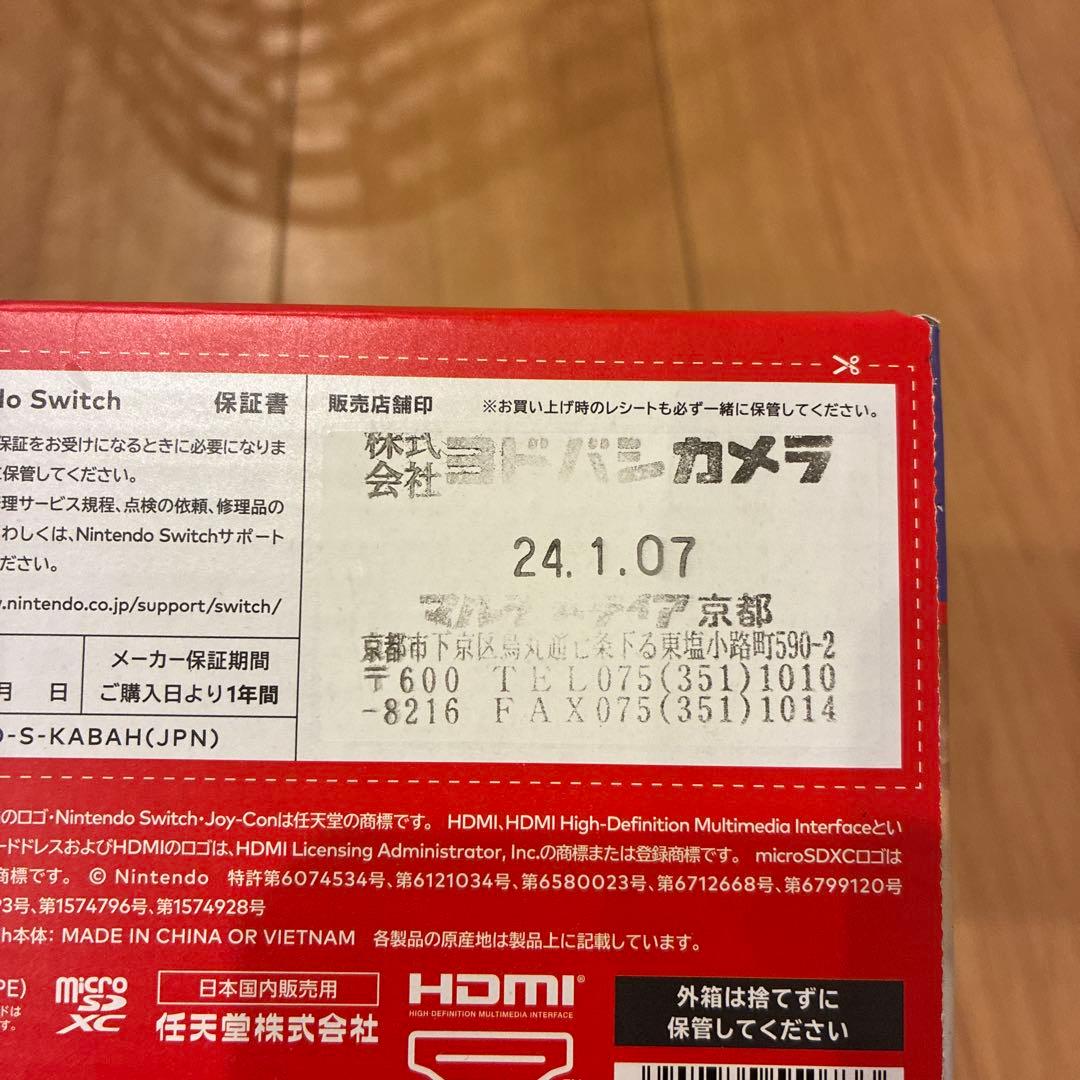 do Switch 保証書
保証をお受けになるときに必要になりま
保管してください。
理サービス規程、点検の依頼、修理品の
わしくは、Nintendo Switchサポート
ださい。
w.nintendo.co.jp/support/switch/
月 日
メーカー保証期間
ご購入日より1年間
-S-KABAH(JPN)
販売店舗印 ※お買い上げ時のレシートも必ず一緒に保管してください。
株式会社ヨドバシカメラ
24.1.07
京都
京都市下京区烏丸通七条下る東塩小路町590-2
〒600 TEL075(351)1010
-8216 FAX075(351)1014
のロゴ・Nintendo Switch・Joy-Conは任天堂の商標です。 HDMI、HDMI High-Definition Multimedia Interfaceとい
ードドレスおよびHDMIのロゴは、HDMI Licensing Administrator, Inc.の商標または登録商標です。 microSDXCロゴは
商標です。 © Nintendo 特許第6074534号、第6121034号、第6580023号、第6712668号、第6799120号
3号、第1574796号、第1574928号
h本体： MADE IN CHINA OR VIETNAM 各製品の原産地は製品上に記載しています。
PE)
ドは
す。
micro SD XC
日本国内販売用
任天堂株式会社
HDMI®
HIGH-DEFINITION MULTIMEDIA INTERFACE
外箱は捨てずに
保管してください